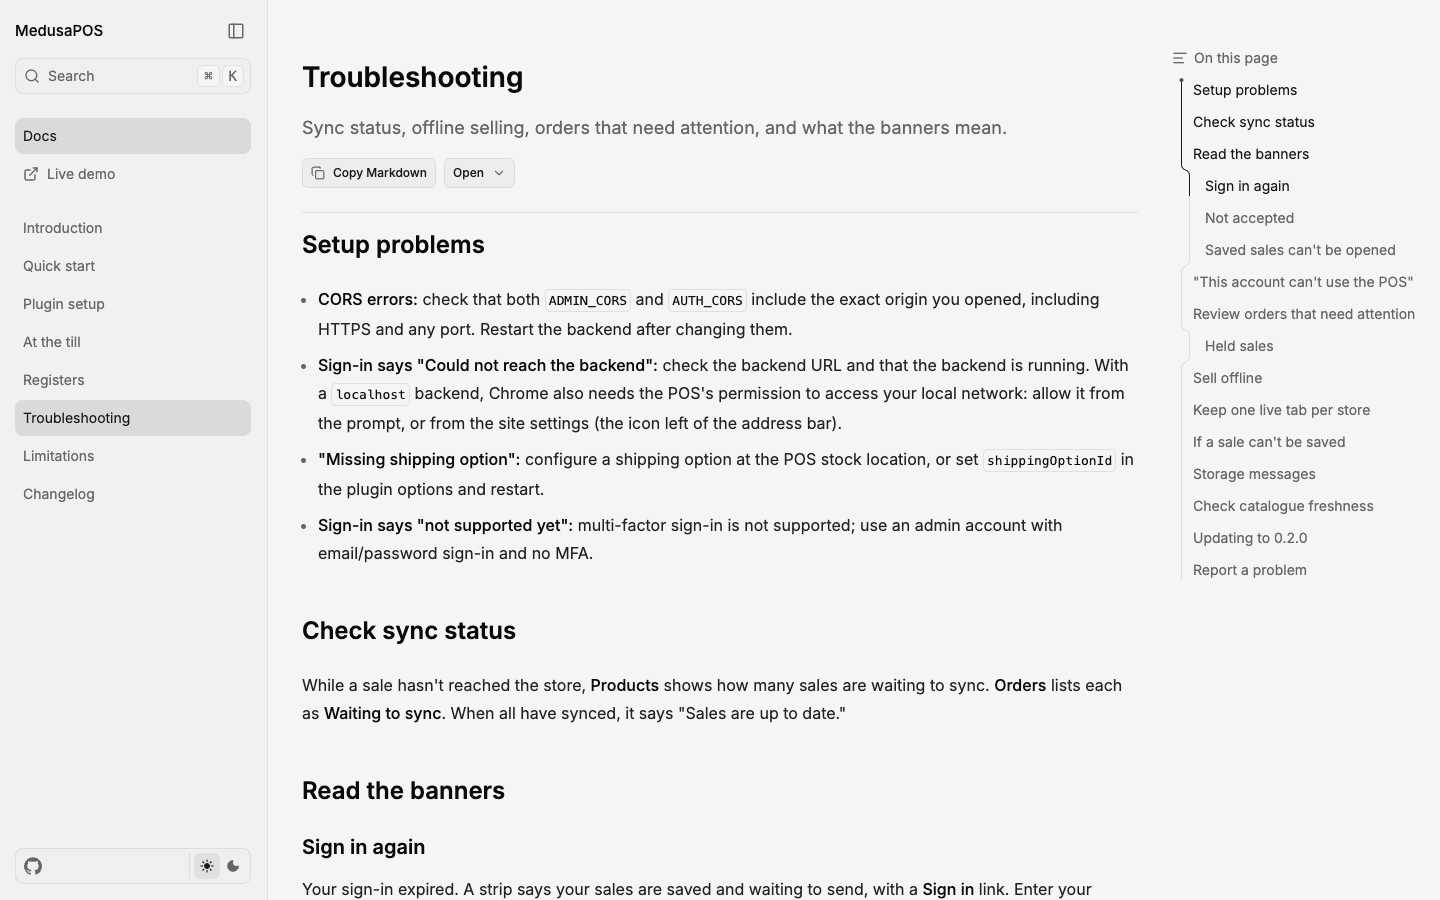 MedusaPOS
Search
⌘ K
Docs
Live demo
Introduction
Quick start
Plugin setup
At the till
Registers
Troubleshooting
Limitations
Changelog
Troubleshooting
Sync status, offline selling, orders that need attention, and what the banners mean.
Copy Markdown
Open
Setup problems
• CORS errors: check that both ADMIN_CORS and AUTH_CORS include the exact origin you opened, including
HTTPS and any port. Restart the backend after changing them.
• Sign-in says "Could not reach the backend": check the backend URL and that the backend is running. With
a localhost backend, Chrome also needs the POS's permission to access your local network: allow it from
the prompt, or from the site settings (the icon left of the address bar).
• "Missing shipping option": configure a shipping option at the POS stock location, or set shippingOptionId in
the plugin options and restart.
• Sign-in says "not supported yet": multi-factor sign-in is not supported; use an admin account with
email/password sign-in and no MFA.
Check sync status
While a sale hasn't reached the store, Products shows how many sales are waiting to sync. Orders lists each
as Waiting to sync. When all have synced, it says "Sales are up to date."
Read the banners
Sign in again
Your sign-in expired. A strip says your sales are saved and waiting to send, with a Sign in link. Enter your
On this page
Setup problems
Check sync status
Read the banners
Sign in again
Not accepted
Saved sales can't be opened
"This account can't use the POS"
Review orders that need attention
Held sales
Sell offline
Keep one live tab per store
If a sale can't be saved
Storage messages
Check catalogue freshness
Updating to 0.2.0
Report a problem